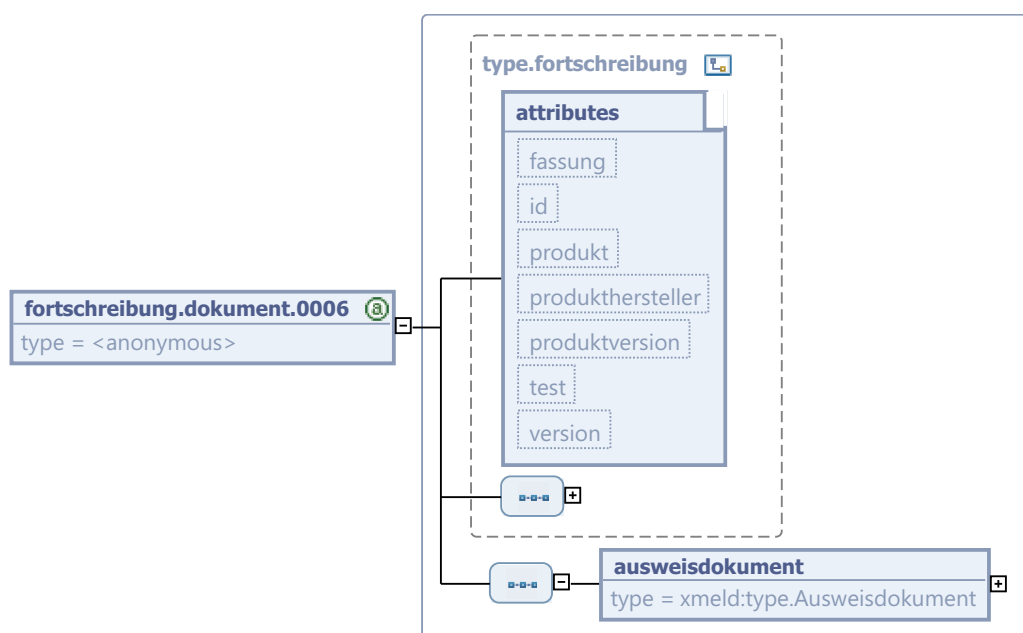 type.fortschreibung
attributes
fassung
id
produkt
produkthersteller
produktversion
test
version
fortschreibung.dokument.0006 @
type = <anonymous>
ausweisdokument
type = xmeld:type.Ausweisdokument